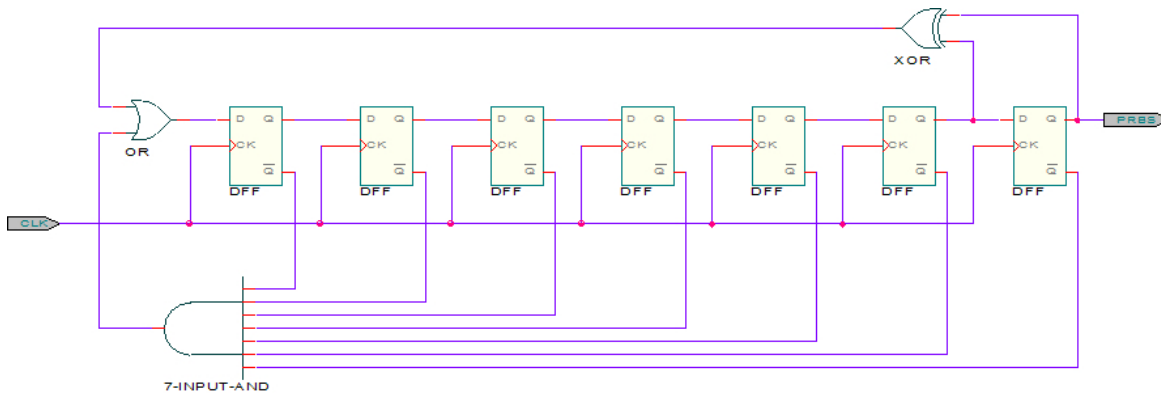 XOR
OR
D Q D Q D Q D Q D Q D Q D Q
PRBS
CK CK CK CK CK CK CK
Q Q Q Q Q Q Q
DFF DFF DFF DFF DFF DFF DFF
CLK
7-INPUT-AND